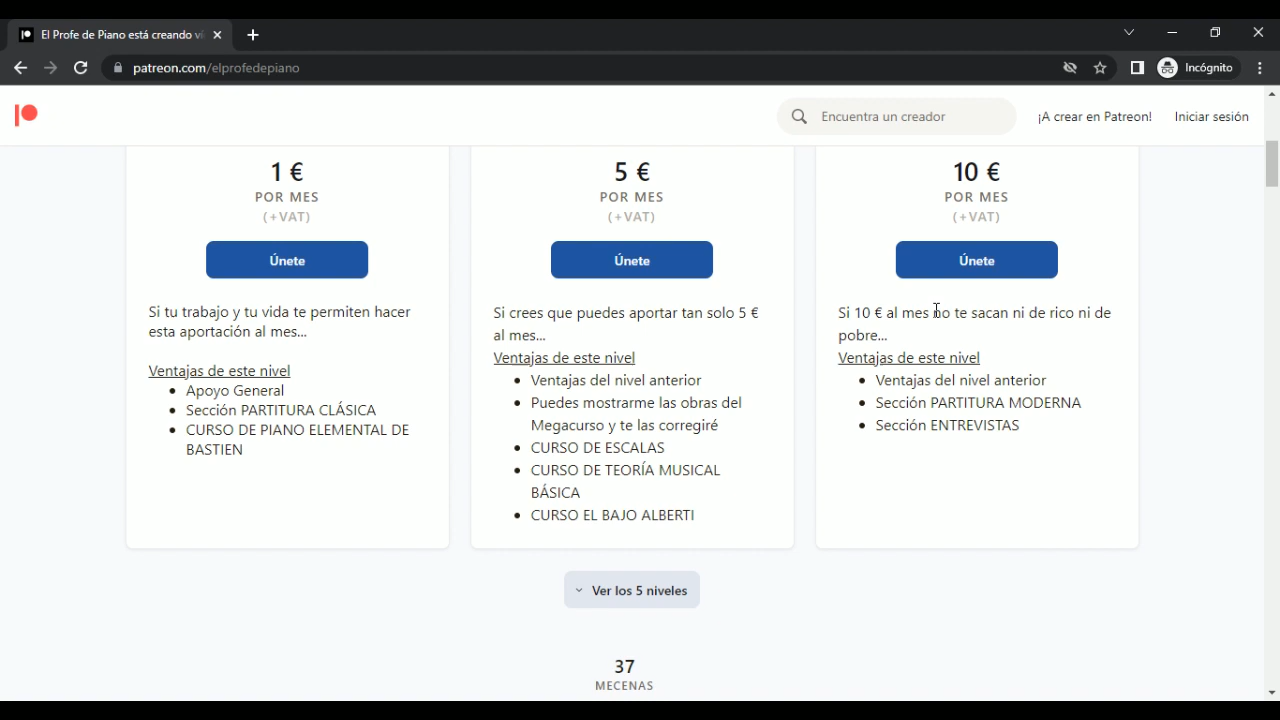 El Profe de Piano está creando ví
patreon.com/elprofedepiano
Incógnito
Encuentra un creador
¡A crear en Patreon!
Iniciar sesión
1 €
POR MES
(+VAT)
Únete
Si tu trabajo y tu vida te permiten hacer
esta aportación al mes...
Ventajas de este nivel
• Apoyo General
• Sección PARTITURA CLÁSICA
• CURSO DE PIANO ELEMENTAL DE
BASTIEN
5 €
POR MES
(+VAT)
Únete
Si crees que puedes aportar tan solo 5 €
al mes...
Ventajas de este nivel
• Ventajas del nivel anterior
• Puedes mostrarme las obras del
Megacurso y te las corregiré
• CURSO DE ESCALAS
• CURSO DE TEORÍA MUSICAL
BÁSICA
• CURSO EL BAJO ALBERTI
10 €
POR MES
(+VAT)
Únete
Si 10 € al mes no te sacan ni de rico ni de
pobre...
Ventajas de este nivel
• Ventajas del nivel anterior
• Sección PARTITURA MODERNA
• Sección ENTREVISTAS
Ver los 5 niveles
37
MECENAS